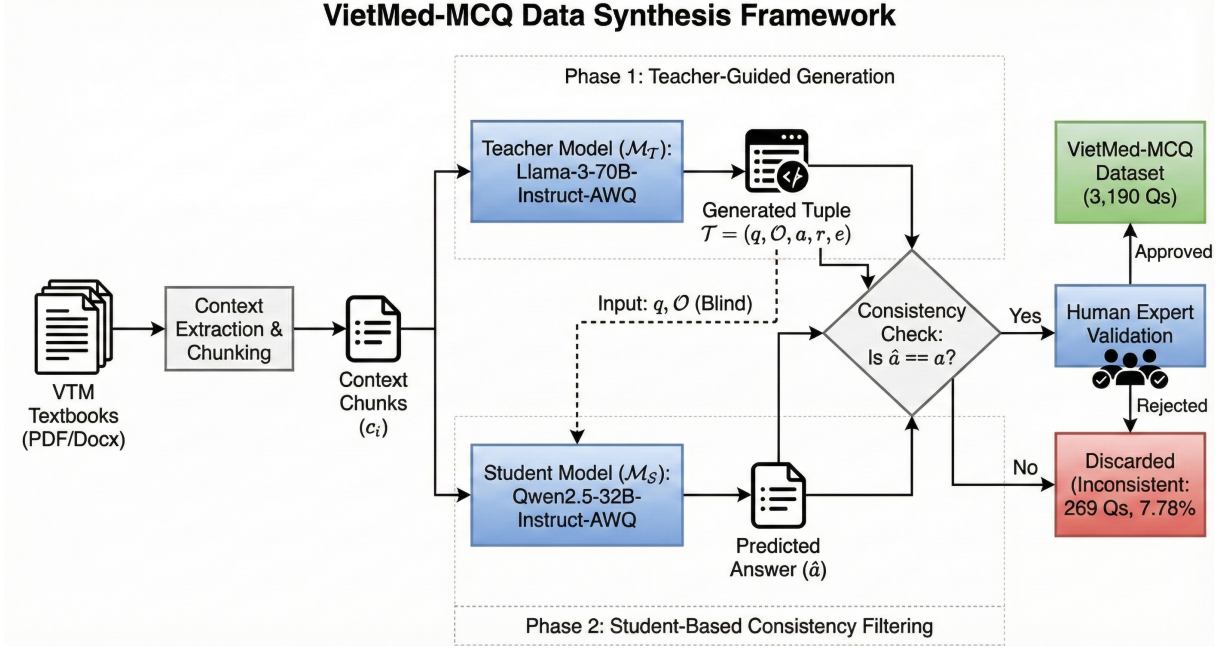 VietMed-MCQ Data Synthesis Framework
Phase 1: Teacher-Guided Generation
Teacher Model (𝓜_𝒯):
Llama-3-70B-
Instruct-AWQ
Generated Tuple
𝒯 = (q, 𝒪, a, r, e)
VietMed-MCQ
Dataset
(3,190 Qs)
Approved
VTM
Textbooks
(PDF/Docx)
Context
Extraction &
Chunking
Context
Chunks
(c_i)
Input: q, 𝒪 (Blind)
Consistency
Check:
Is â == a?
Yes
Human Expert
Validation
Rejected
No
Discarded
(Inconsistent:
269 Qs, 7.78%
Student Model (𝓜_S):
Qwen2.5-32B-
Instruct-AWQ
Predicted
Answer (â)
Phase 2: Student-Based Consistency Filtering